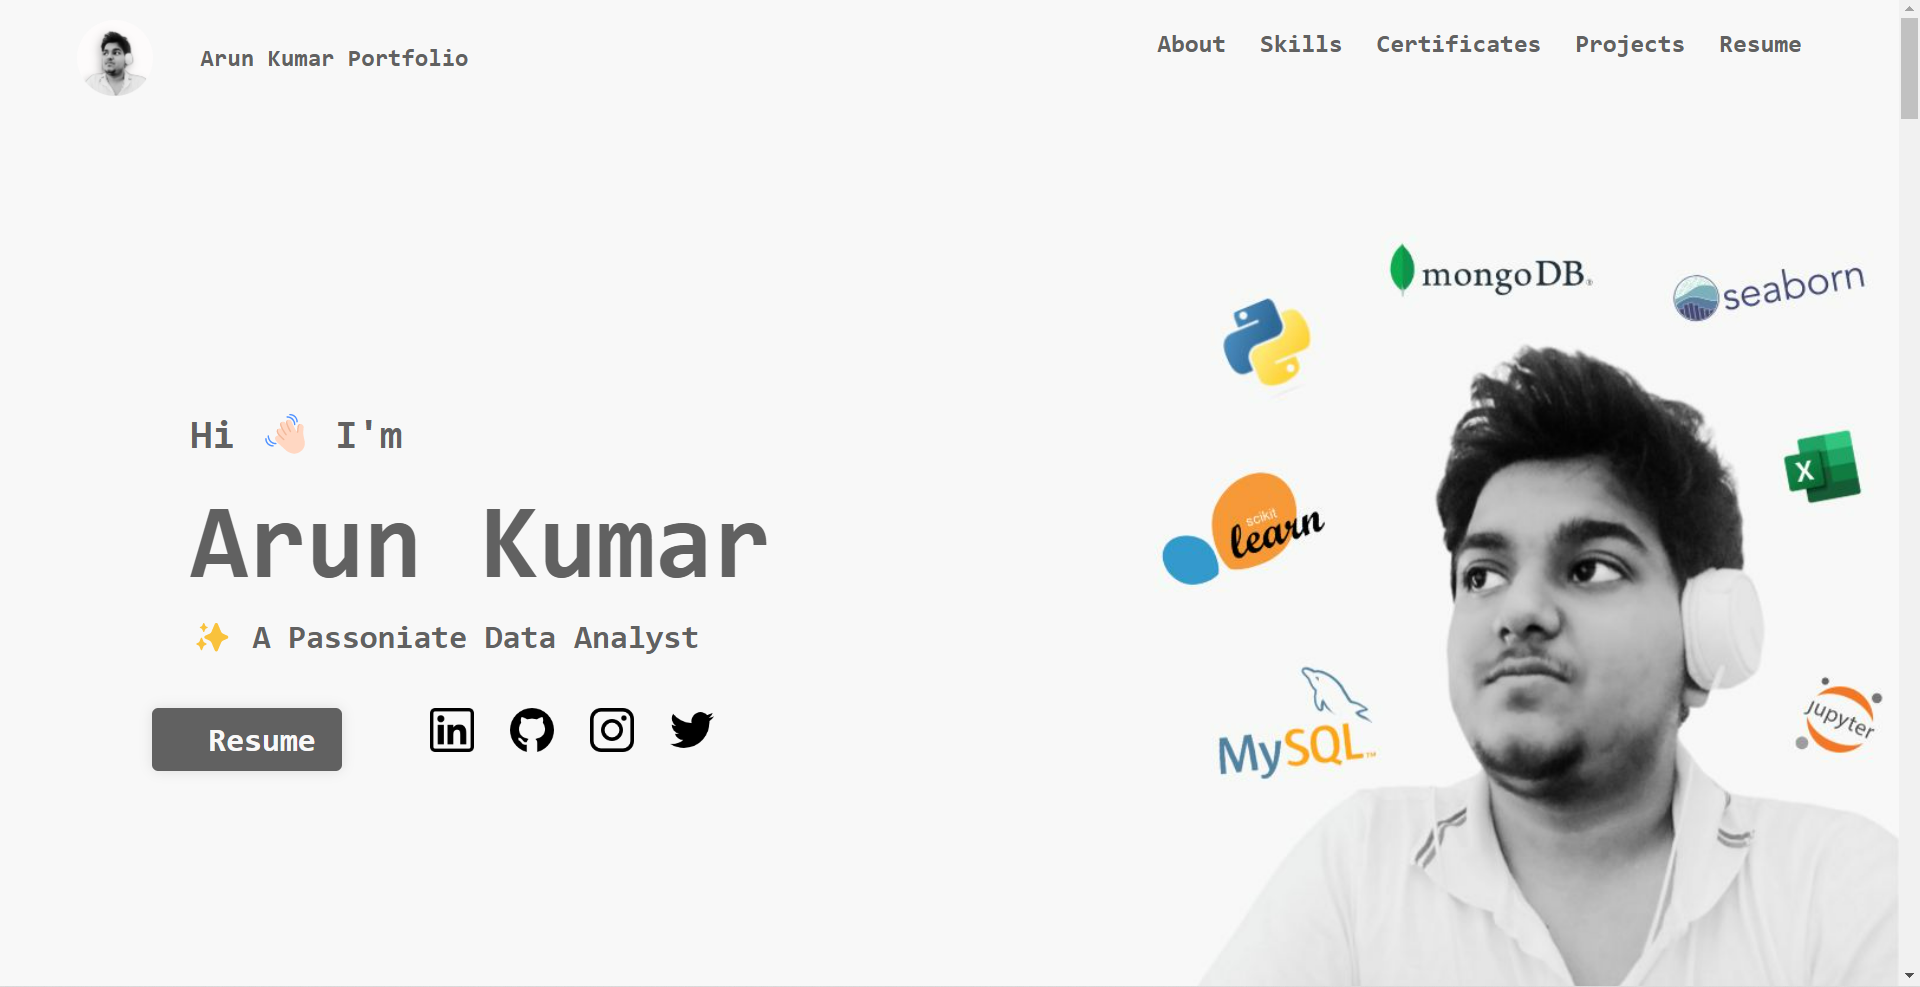 Arun Kumar Portfolio
About Skills Certificates Projects Resume
mongoDB®
seaborn
Hi 👋 I'm
X
Arun Kumar
scikit
learn
✨ A Passoniate Data Analyst
Resume
in
MySQL™
jupyter